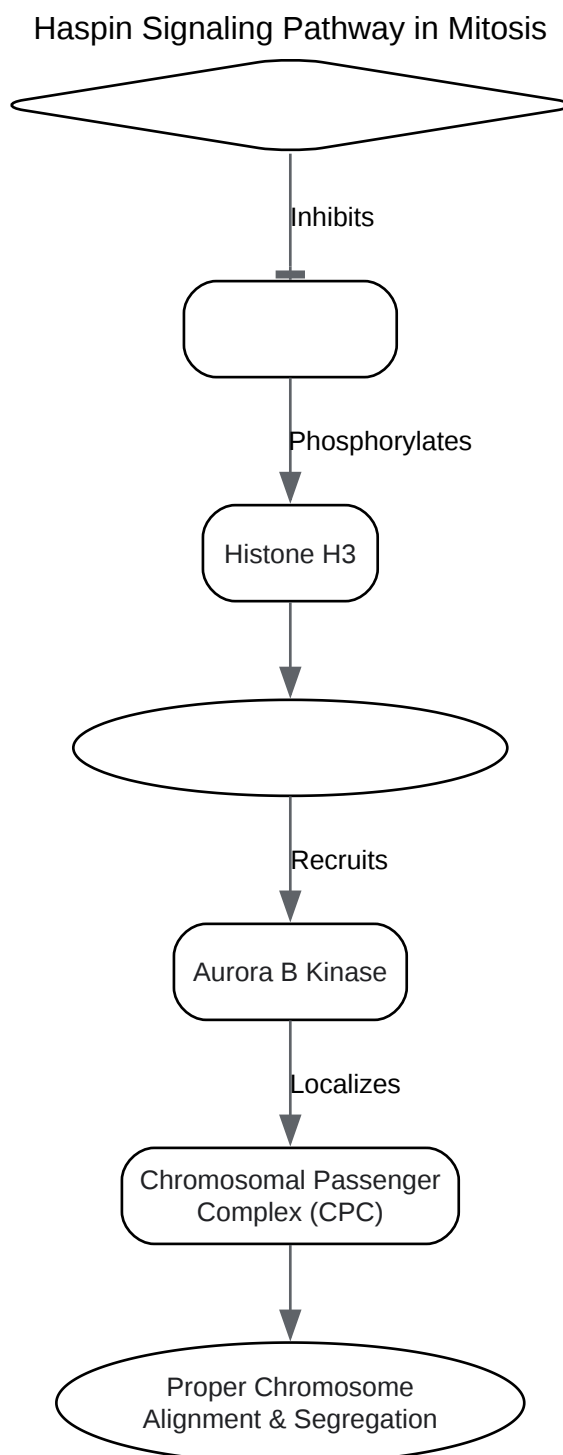 Haspin Signaling Pathway in Mitosis
Inhibits
Phosphorylates
Histone H3
Recruits
Aurora B Kinase
Localizes
Chromosomal Passenger
Complex (CPC)
Proper Chromosome
Alignment & Segregation